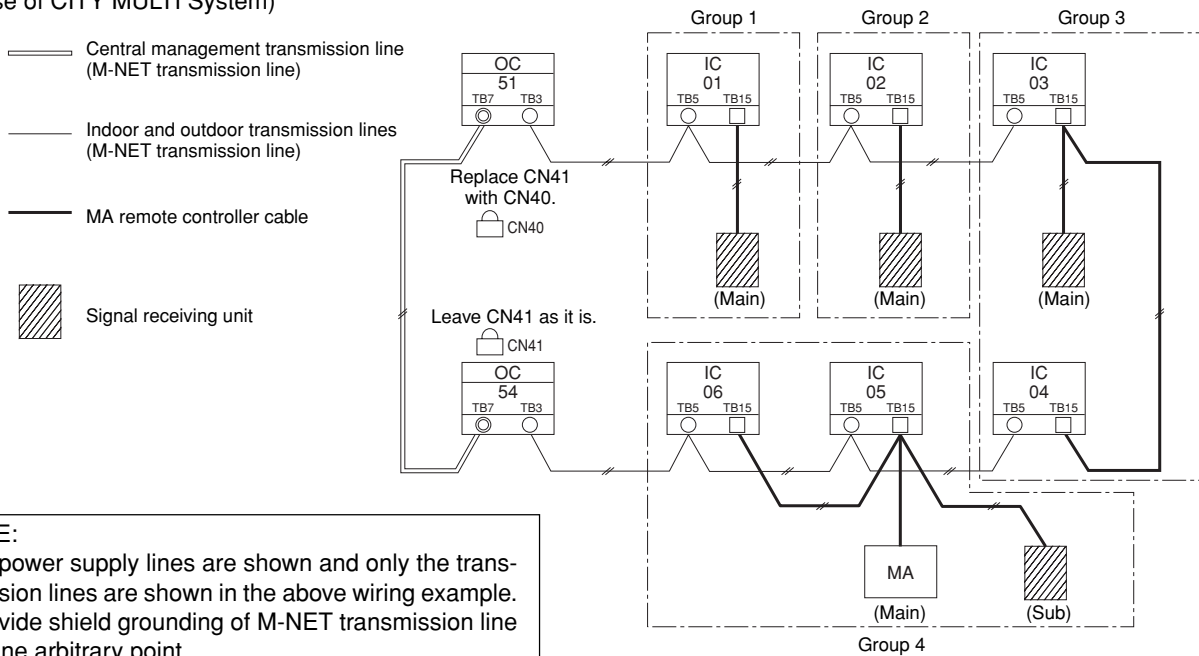 se of CITY MULTI System)
Central management transmission line
(M-NET transmission line)
Indoor and outdoor transmission lines
(M-NET transmission line)
MA remote controller cable
Signal receiving unit
Group 1
Group 2
Group 3
OC
51
TB7 TB3
IC
01
TB5 TB15
IC
02
TB5 TB15
IC
03
TB5 TB15
Replace CN41
with CN40.
CN40
(Main)
(Main)
(Main)
Leave CN41 as it is.
CN41
OC
54
TB7 TB3
IC
06
TB5 TB15
IC
05
TB5 TB15
IC
04
TB5 TB15
MA
(Main)
(Sub)
Group 4
E:
power supply lines are shown and only the trans-
sion lines are shown in the above wiring example.
vide shield grounding of M-NET transmission line
ne arbitrary point